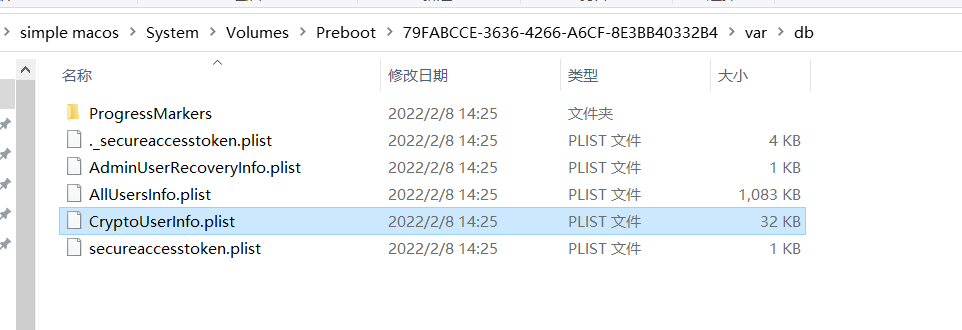 simple macos > System > Volumes > Preboot > 79FABCCE-3636-4266-A6CF-8E3BB40332B4 > var > db
名称 修改日期 类型 大小
ProgressMarkers 2022/2/8 14:25 文件夹
._secureaccesstoken.plist 2022/2/8 14:25 PLIST 文件 4 KB
AdminUserRecoveryInfo.plist 2022/2/8 14:25 PLIST 文件 1 KB
AllUsersInfo.plist 2022/2/8 14:25 PLIST 文件 1,083 KB
CryptoUserInfo.plist 2022/2/8 14:25 PLIST 文件 32 KB
secureaccesstoken.plist 2022/2/8 14:25 PLIST 文件 1 KB